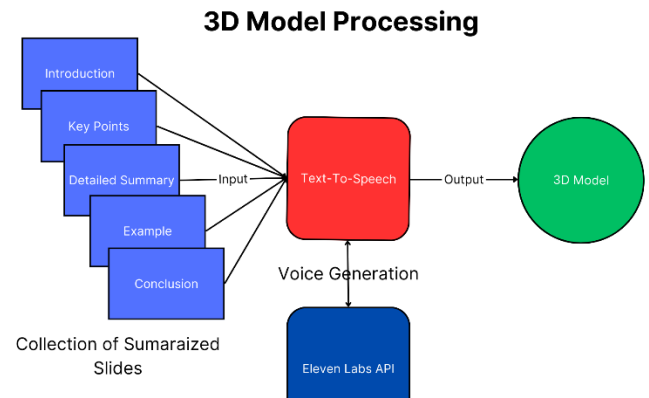 3D Model Processing
Introduction
Key Points
Detailed Summary
Example
Conclusion
Input
Text-To-Speech
Output
3D Model
Voice Generation
Eleven Labs API
Collection of Sumaraized
Slides